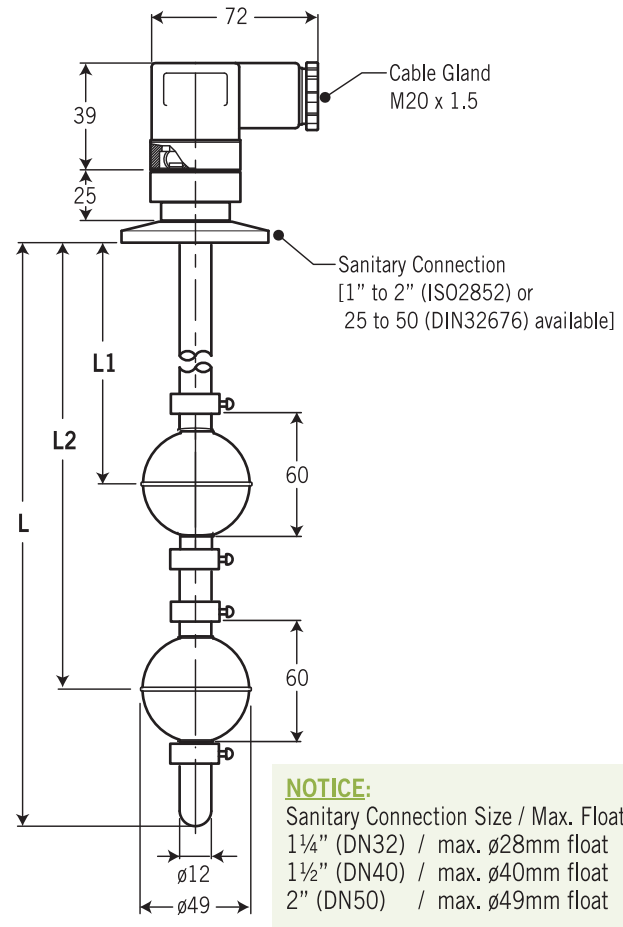 72
Cable Gland
M20 x 1.5
39
25
Sanitary Connection
[1” to 2” (ISO2852) or
25 to 50 (DIN32676) available]
L1
L2
60
L
60
NOTICE:
Sanitary Connection Size / Max. Float
1¼” (DN32) / max. ø28mm float
1½” (DN40) / max. ø40mm float
2” (DN50) / max. ø49mm float
ø12
ø49